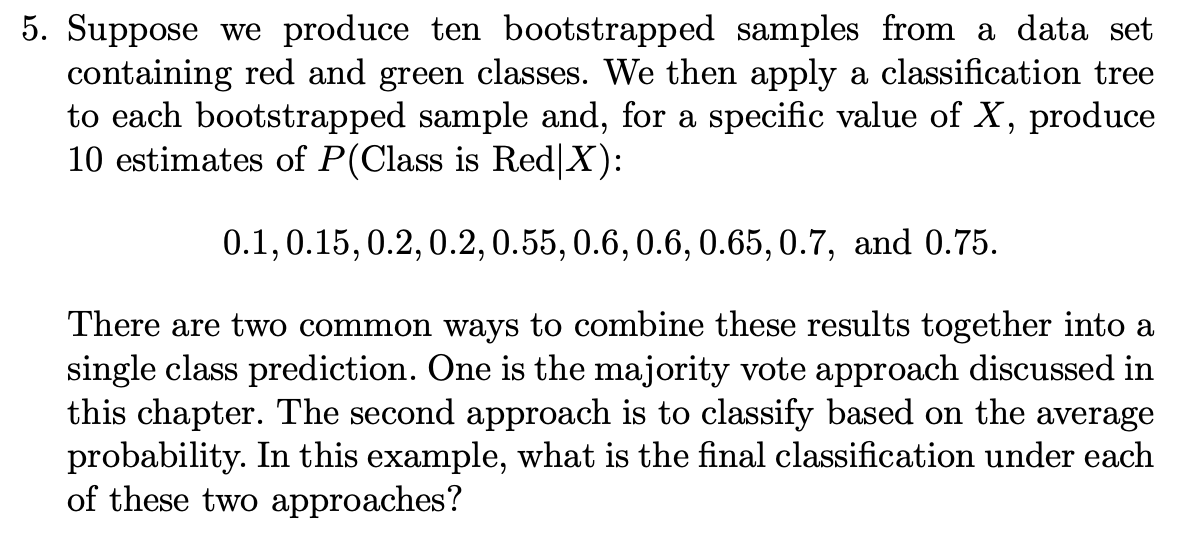 5. Suppose we produce ten bootstrapped samples from a data set
containing red and green classes. We then apply a classification tree
to each bootstrapped sample and, for a specific value of X, produce
10 estimates of P(Class is Red|X):
0.1, 0.15, 0.2, 0.2, 0.55, 0.6, 0.6, 0.65, 0.7, and 0.75.
There are two common ways to combine these results together into a
single class prediction. One is the majority vote approach discussed in
this chapter. The second approach is to classify based on the average
probability. In this example, what is the final classification under each
of these two approaches?